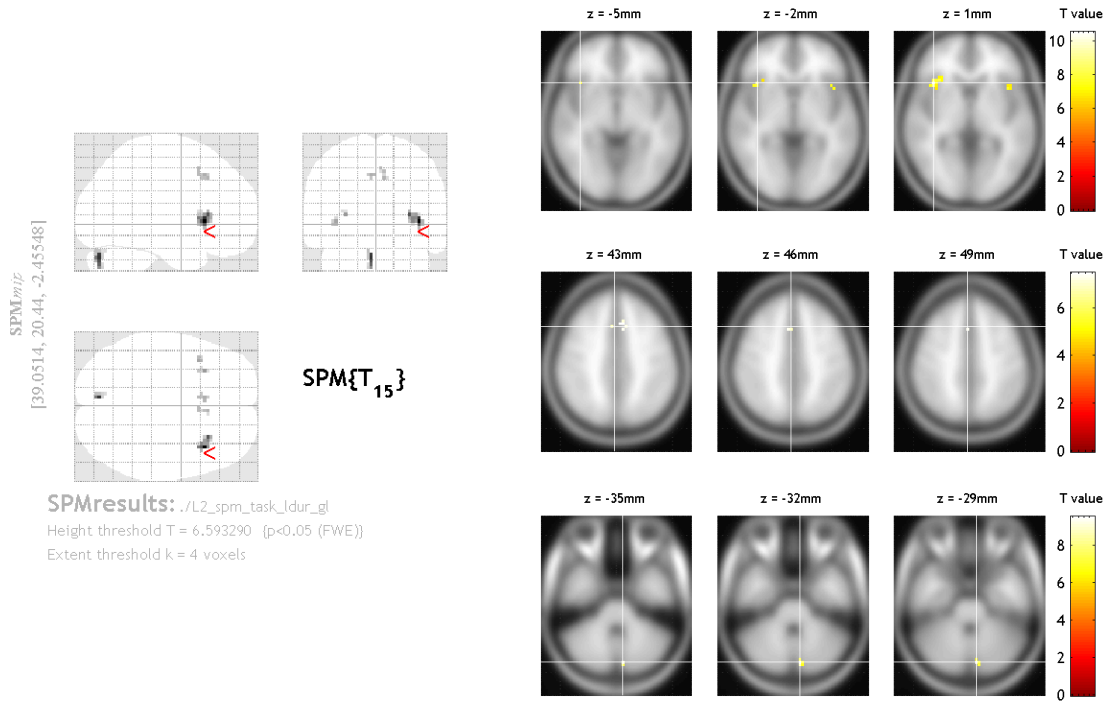 SPMmip
[39.0514, 20.44, -2.45548]
<
<
<
SPM{T15}
SPMresults: ./L2_spm_task_ldur_gl
Height threshold T = 6.593290 {p<0.05 (FWE)}
Extent threshold k = 4 voxels
z = -5mm z = -2mm z = 1mm T value
10
8
6
4
2
0
z = 43mm z = 46mm z = 49mm T value
6
4
2
0
z = -35mm z = -32mm z = -29mm T value
8
6
4
2
0